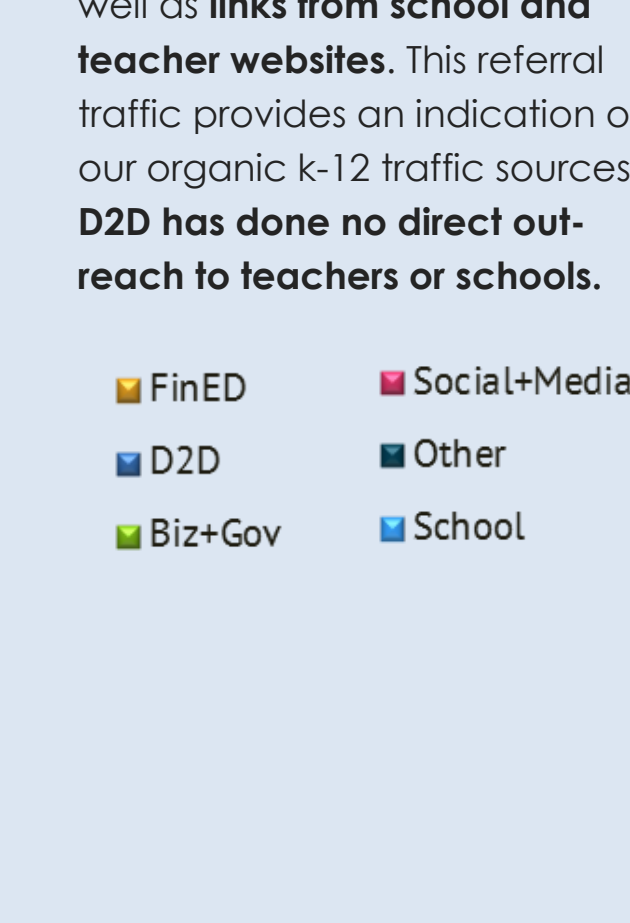 well as links from school and
teacher websites. This referral
traffic provides an indication o
our organic k-12 traffic sources
D2D has done no direct out-
reach to teachers or schools.
FinED
D2D
Biz+Gov
Social+Media
Other
School